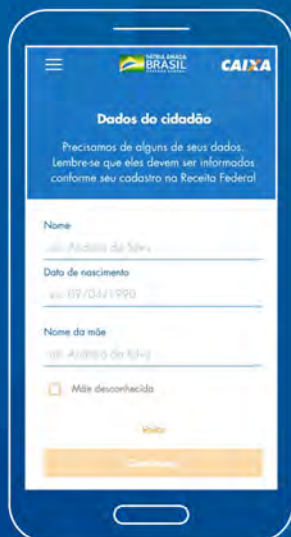 PÁTRIA AMADA
BRASIL
GOVERNO FEDERAL
CAIXA
Dados do cidadão
Precisamos de alguns de seus dados.
Lembre-se que eles devem ser informados
conforme seu cadastro na Receita Federal
Nome
ex: Andreia da Silva
Data de nascimento
ex: 09/04/1990
Nome da mãe
ex: Andreia da Silva
Mãe desconhecida
Voltar
Continuar